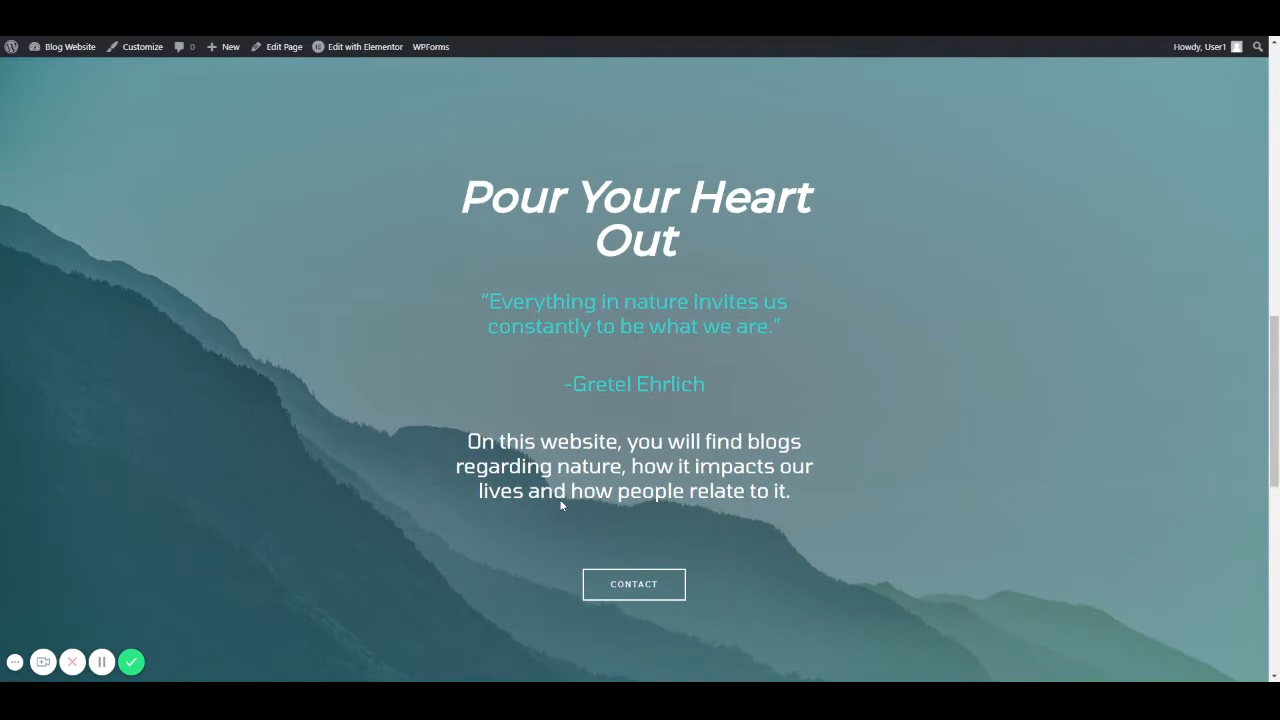 Blog Website Customize 0 New Edit Page Edit with Elementor WPForms Howdy, User1
Pour Your Heart
Out
“Everything in nature invites us
constantly to be what we are.”
-Gretel Ehrlich
On this website, you will find blogs
regarding nature, how it impacts our
lives and how people relate to it.
CONTACT